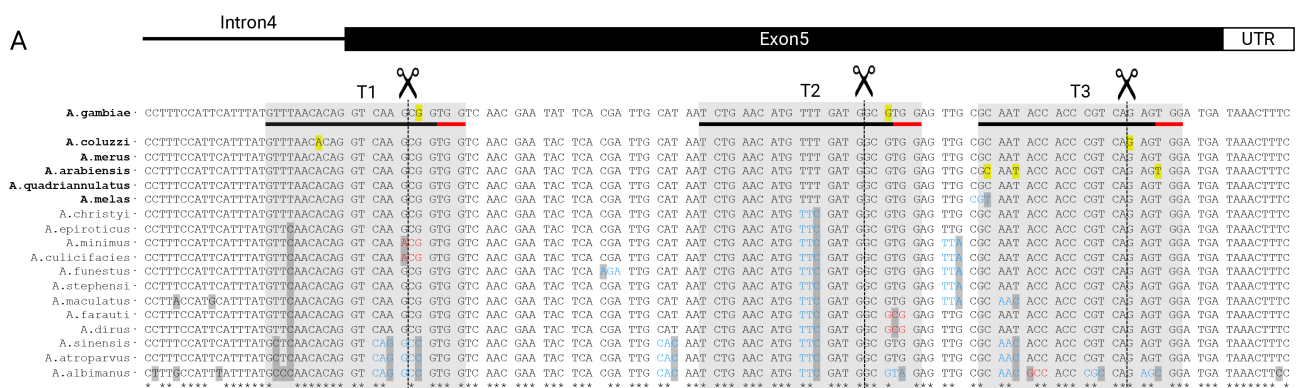 A
Intron4
Exon5
UTR
T1
T2
T3
A.gambiae CCTTTCCATTCATTTATGTTTAACACAG GT CAA GCG GTG GTC AAC GAA TAT TCA CGA TTG CAT AAT CTG AAC ATG TTT GAT GGC GTG GAG TTG CGC AAT ACC ACC CGT CAG AGT GGA TGA TAAACTTTC
A.coluzzi CCTTTCCATTCATTTATGTTTAACACAG GT CAA GCG GTG GTC AAC GAA TAT TCA CGA TTG CAT AAT CTG AAC ATG TTT GAT GGC GTG GAG TTG CGC AAT ACC ACC CGT CAG AGT GGA TGA TAAACTTTC
A.merus CCTTTCCATTCATTTATGTTTAACACAG GT CAA GCG GTG GTC AAC GAA TAT TCA CGA TTG CAT AAT CTG AAC ATG TTT GAT GGC GTG GAG TTG CGC AAT ACC ACC CGT CAG AGT GGA TGA TAAACTTTC
A.arabiensis CCTTTCCATTCATTTATGTTTAACACAG GT CAA GCG GTG GTC AAC GAA TAT TCA CGA TTG CAT AAT CTG AAC ATG TTT GAT GGC GTG GAG TTG CGC AAT ACC ACC CGT CAG AGT GGA TGA TAAACTTTC
A.quadriannulatus CCTTTCCATTCATTTATGTTTAACACAG GT CAA GCG GTG GTC AAC GAA TAT TCA CGA TTG CAT AAT CTG AAC ATG TTT GAT GGC GTG GAG TTG CGC AAT ACC ACC CGT CAG AGT GGA TGA TAAACTTTC
A.melas CCTTTCCATTCATTTATGTTTAACACAG GT CAA GCG GTG GTC AAC GAA TAT TCA CGA TTG CAT AAT CTG AAC ATG TTT GAT GGC GTG GAG TTG CGT AAT ACC ACC CGT CAG AGT GGA TGA TAAACTTTC
A.christyi CCTTTCCATTCATTTATGTTTAACACAG GT CAA GCG GTG GTC AAC GAA TAT TCA CGA TTG CAT AAT CTG AAC ATG TTC GAT GGC GTG GAG TTG CGC AAT ACC ACC CGT CAG AGT GGA TGA TAAACTTTC
A.epiroticus CCTTTCCATTCATTTATGTTCAACACAG GT CAA GCG GTG GTC AAC GAA TAT TCA CGA TTG CAT AAT CTG AAC ATG TTC GAT GGC GTG GAG TTG CGC AAT ACC ACC CGT CAG AGT GGA TGA TAAACTTTC
A.minimus CCTTTCCATTCATTTATGTTCAACACAG GT CAA ACG GTG GTC AAC GAA TAT TCA CGA TTG CAT AAT CTG AAC ATG TTC GAT GGC GTG GAG TTA CGC AAT ACC ACC CGT CAG AGT GGA TGA TAAACTTTC
A.culicifacies CCTTTCCATTCATTTATGTTCAACACAG GT CAA ACG GTG GTC AAC GAA TAT TCA CGA TTG CAT AAT CTG AAC ATG TTC GAT GGC GTG GAG TTA CGC AAT ACC ACC CGT CAG AGT GGA TGA TAAACTTTC
A.funestus CCTTTCCATTCATTTATGTTCAACACAG GT CAA GCG GTG GTC AAC GAA TAT TCA AGA TTG CAT AAT CTG AAC ATG TTC GAT GGC GTG GAG TTA CGC AAT ACC ACC CGT CAG AGT GGA TGA TAAACTTTC
A.stephensi CCTTTCCATTCATTTATGTTCAACACAG GT CAA GCG GTG GTC AAC GAA TAT TCA CGA TTG CAT AAT CTG AAC ATG TTC GAT GGC GTG GAG TTA CGC AAT ACC ACC CGT CAG AGT GGA TGA TAAACTTTC
A.maculatus CCTTACCATGCATTTATGTTCAACACAG GT CAA GCG GTG GTC AAC GAA TAT TCA CGA TTG CAT AAT CTG AAC ATG TTC GAT GGC GTG GAG TTA CGC AAC ACC ACC CGT CAG AGT GGA TGA TAAACTTTC
A.farauti CCTTTCCATTCATTTATGTTCAACACAG GT CAA GCG GTG GTC AAC GAA TAT TCA CGA TTG CAT AAT CTG AAC ATG TTC GAT GGC GCG GAG TTG CGC AAT ACC ACC CGT CAG AGT GGA TGA TAAACTTTC
A.dirus CCTTTCCATTCATTTATGTTCAACACAG GT CAA GCG GTG GTC AAC GAA TAT TCA CGA TTG CAT AAT CTG AAC ATG TTC GAT GGC GCG GAG TTG CGC AAT ACC ACC CGT CAG AGT GGA TGA TAAACTTTC
A.sinensis CCTTTCCATTCATTTATGCTCAACACAG GT CAG GCC GTG GTC AAC GAA TAT TCA CGA TTG CAC AAT CTG AAC ATG TTC GAT GGC GTG GAG TTG CGC AAC ACC ACC CGT CAG AGT GGA TGA TAAACTTTC
A.atroparvus CCTTTCCATTCATTTATGCTCAACACAG GT CAG GCC GTG GTC AAC GAA TAT TCA CGA TTG CAC AAT CTG AAC ATG TTC GAT GGC GTG GAG TTG CGC AAC ACC ACC CGT CAG AGT GGA TGA TAAACTTTC
A.albimanus CTTTGCCATTTATTTATGCCCAACACAG GT CAG GCC GTG GTC AAC GAA TAT TCA CGA TTG CAC AAT CTG AAC ATG TTC GAT GGC GTA GAG TTG CGC AAC GCC ACC CGC CAG AGC GGA TGA TAAACTTCC